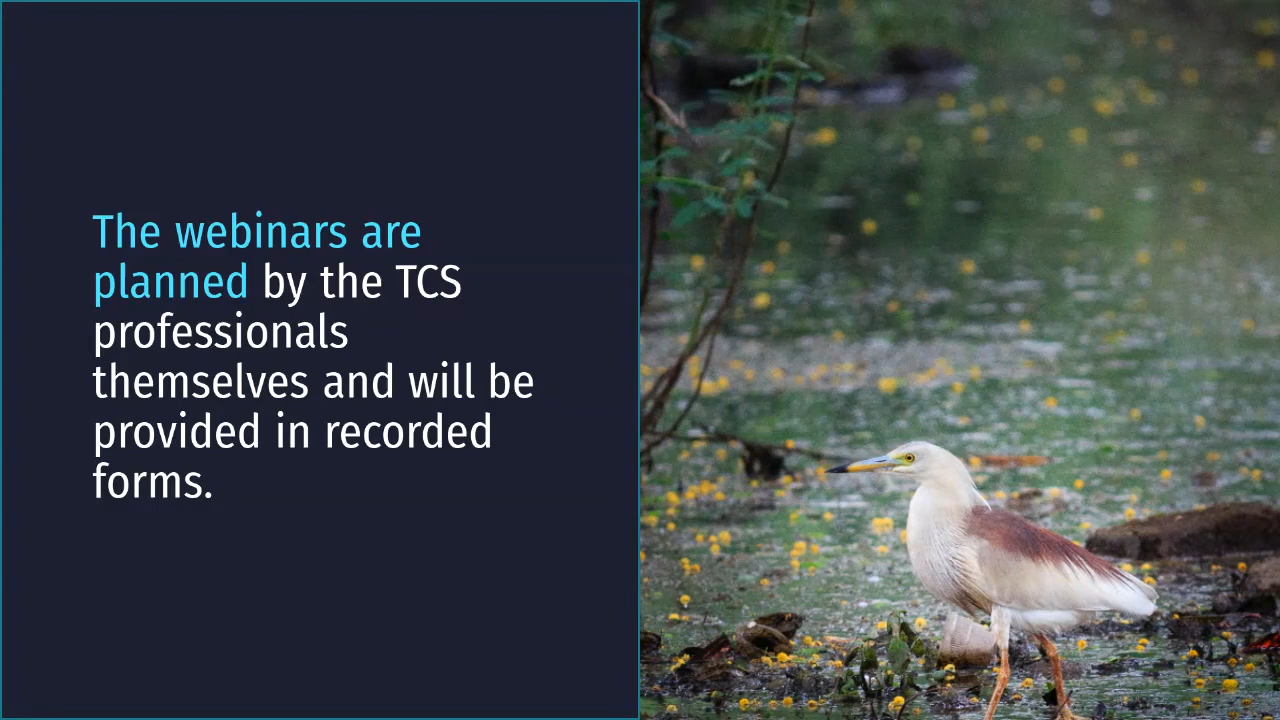 The webinars are
planned by the TCS
professionals
themselves and will be
provided in recorded
forms.